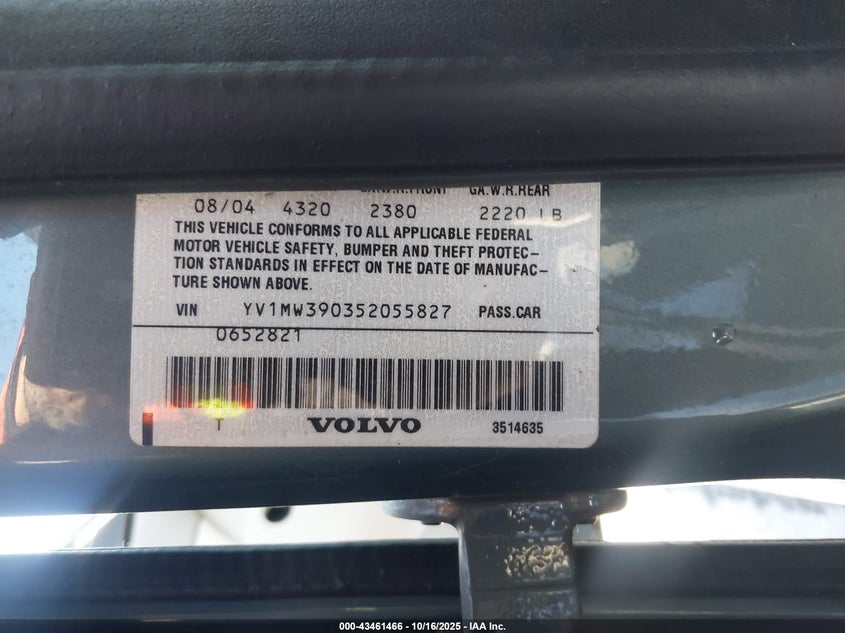 G.A.W.R.FRONT GA.W.R.REAR
08/04 4320 2380 2220 LB
THIS VEHICLE CONFORMS TO ALL APPLICABLE FEDERAL
MOTOR VEHICLE SAFETY, BUMPER AND THEFT PROTEC–
TION STANDARDS IN EFFECT ON THE DATE OF MANUFAC–
TURE SHOWN ABOVE.
VIN YV1MW390352055827 PASS.CAR
0652821
T VOLVO 3514635
000-43461466 - 10/16/2025 - IAA Inc.